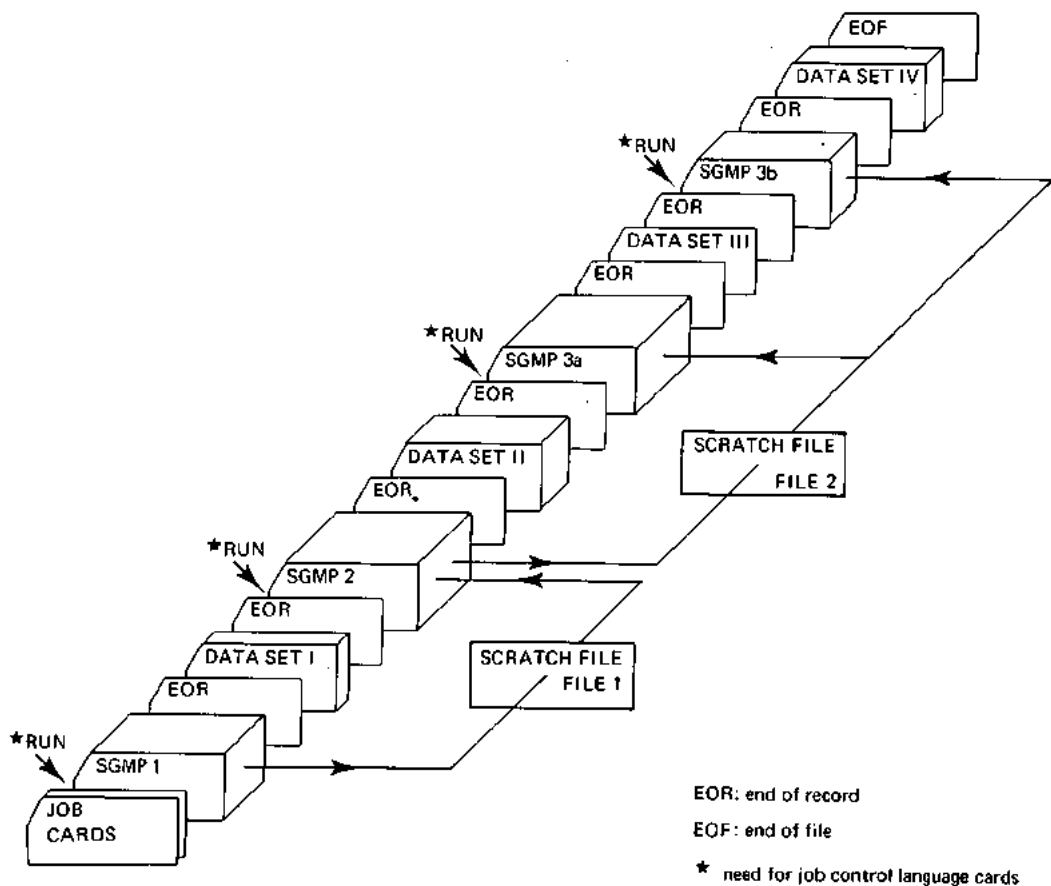 EOF
DATA SET IV
EOR
★RUN
SGMP 3b
EOR
DATA SET III
EOR
★RUN
SGMP 3a
EOR
SCRATCH FILE
FILE 2
DATA SET II
EOR
★RUN
SGMP 2
EOR
SCRATCH FILE
FILE 1
DATA SET I
EOR
★RUN
SGMP 1
JOB
CARDS
EOR: end of record
EOF: end of file
★ need for job control language cards